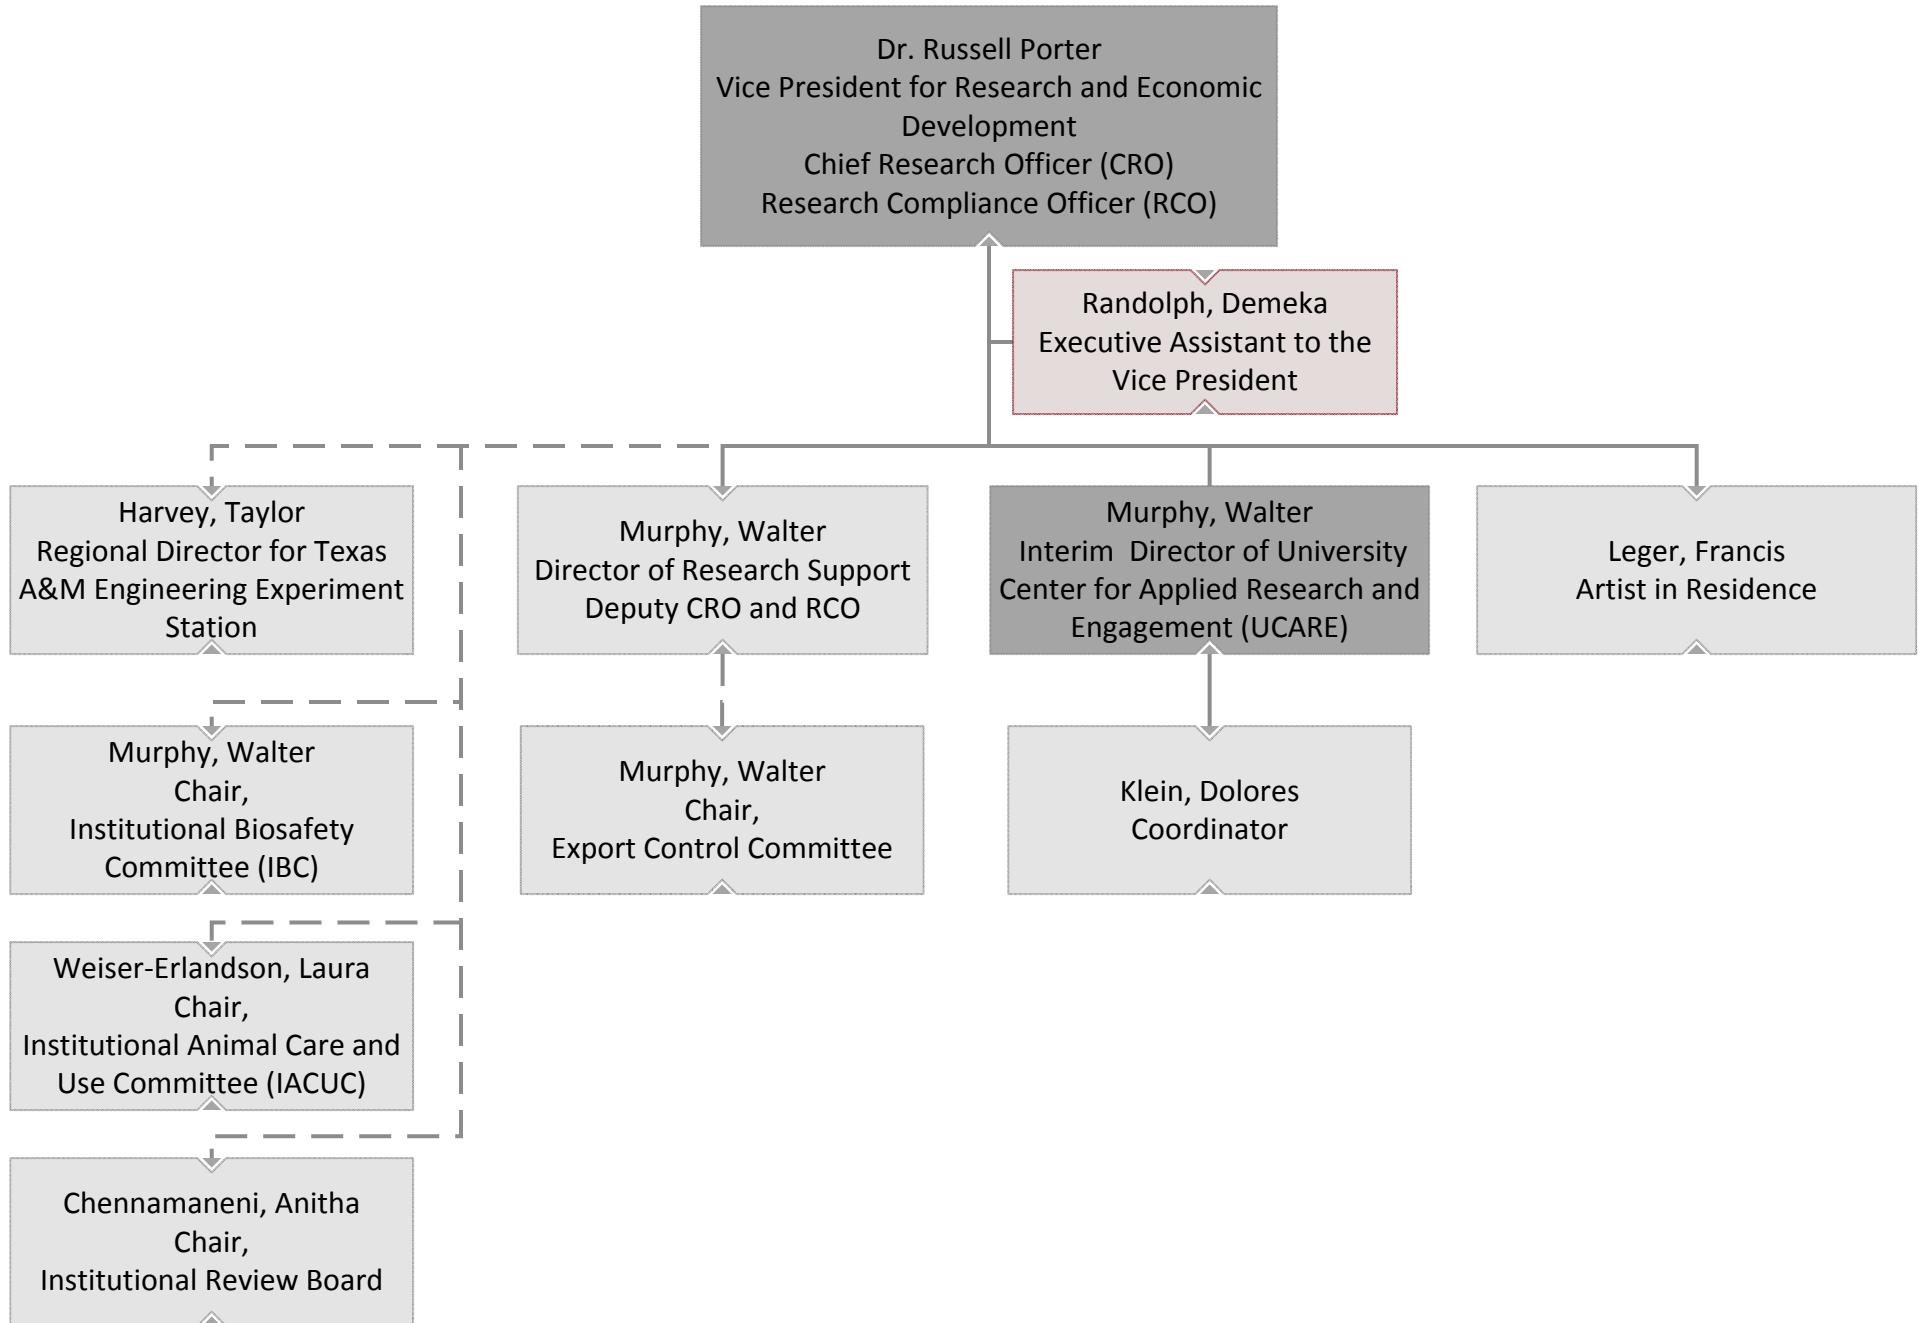 Dr. Russell Porter
Vice President for Research and Economic
Development
Chief Research Officer (CRO)
Research Compliance Officer (RCO)
Randolph, Demeka
Executive Assistant to the
Vice President
Harvey, Taylor
Regional Director for Texas
A&M Engineering Experiment
Station
Murphy, Walter
Director of Research Support
Deputy CRO and RCO
Murphy, Walter
Interim  Director of University
Center for Applied Research and
Engagement (UCARE)
Leger, Francis
Artist in Residence
Murphy, Walter
Chair,
Institutional Biosafety
Committee (IBC)
Murphy, Walter
Chair,
Export Control Committee
Klein, Dolores
Coordinator
Weiser-Erlandson, Laura
Chair,
Institutional Animal Care and
Use Committee (IACUC)
Chennamaneni, Anitha
Chair,
Institutional Review Board